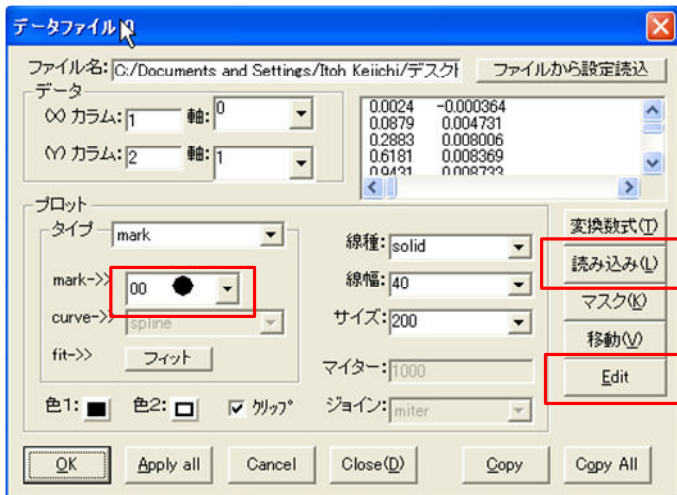 データファイル 0
ファイル名: C:/Documents and Settings/Itoh Keiichi/デスクト ファイルから設定読込
データ
(X) カラム: 1 軸: 0
(Y) カラム: 2 軸: 1
0.0024 -0.000364
0.0879 0.004731
0.2883 0.008006
0.6181 0.008369
0.9431 0.008733
プロット
タイプ mark
mark->> 00
curve->> spline
fit->> フィット
色1: 色2: クリップ
線種: solid
線幅: 40
サイズ: 200
マイター: 1000
ジョイン: miter
変換数式(T)
読み込み(L)
マスク(K)
移動(V)
Edit
OK Apply all Cancel Close(D) Copy Copy All